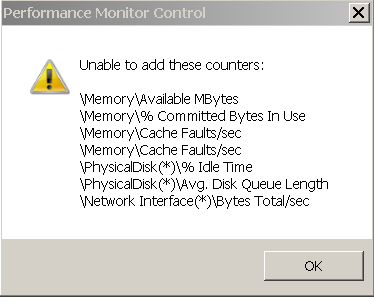 Performance Monitor Control
Unable to add these counters:
\Memory\Available MBytes
\Memory\% Committed Bytes In Use
\Memory\Cache Faults/sec
\Memory\Cache Faults/sec
\PhysicalDisk(*)\% Idle Time
\PhysicalDisk(*)\Avg. Disk Queue Length
\Network Interface(*)\Bytes Total/sec
OK